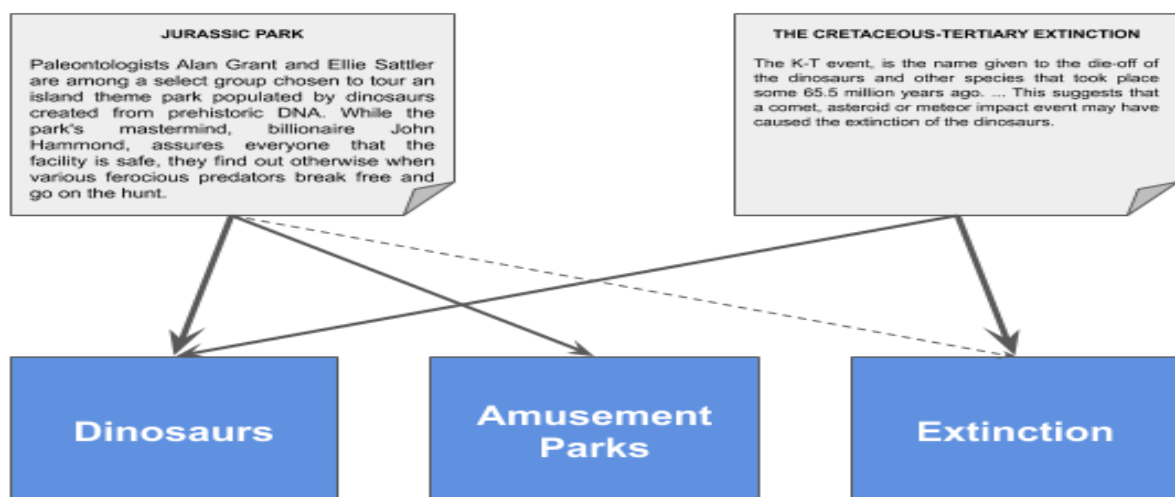 JURASSIC PARK
Paleontologists Alan Grant and Ellie Sattler
are among a select group chosen to tour an
island theme park populated by dinosaurs
created from prehistoric DNA. While the
park's mastermind, billionaire John
Hammond, assures everyone that the
facility is safe, they find out otherwise when
various ferocious predators break free and
go on the hunt.
THE CRETACEOUS-TERTIARY EXTINCTION
The K-T event, is the name given to the die-off of
the dinosaurs and other species that took place
some 65.5 million years ago. ... This suggests that
a comet, asteroid or meteor impact event may have
caused the extinction of the dinosaurs.
Dinosaurs
Amusement
Parks
Extinction